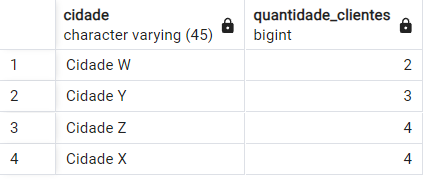 cidade quantidade_clientes
character varying (45) bigint
1 Cidade W 2
2 Cidade Y 3
3 Cidade Z 4
4 Cidade X 4